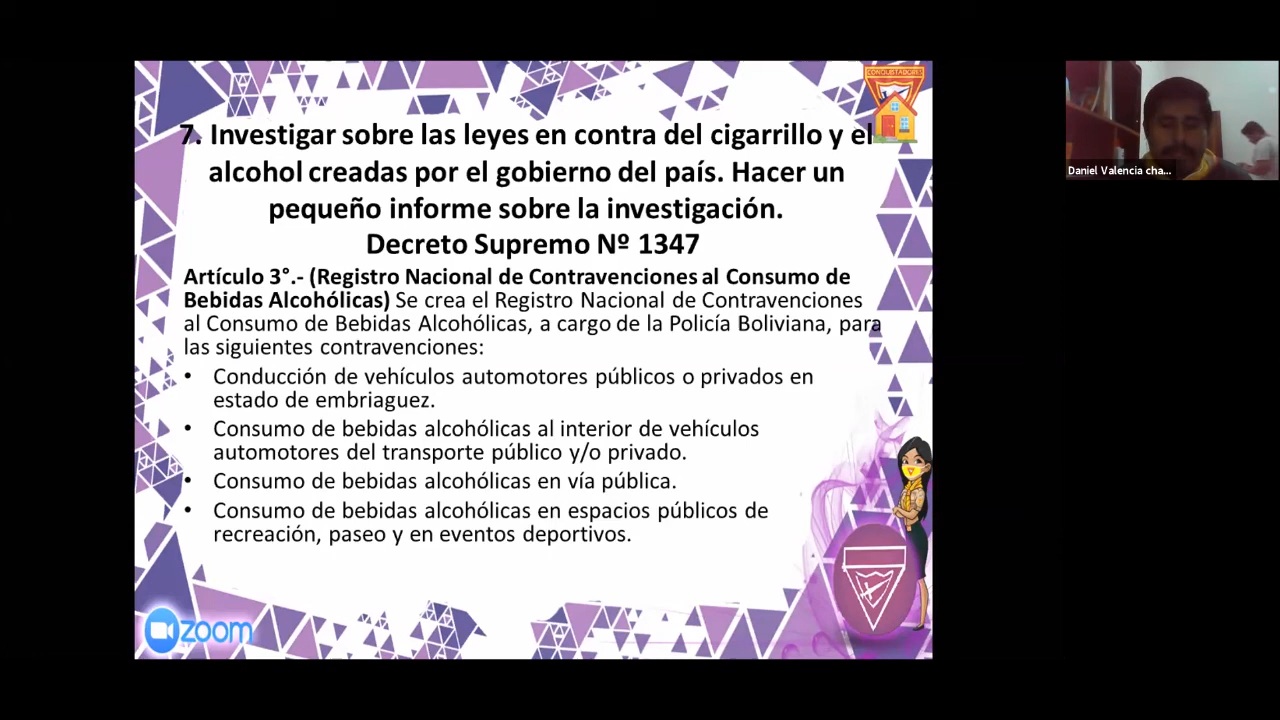 CONQUISTADORES
7. Investigar sobre las leyes en contra del cigarrillo y el
alcohol creadas por el gobierno del país. Hacer un
pequeño informe sobre la investigación.
Decreto Supremo Nº 1347
Artículo 3°.- (Registro Nacional de Contravenciones al Consumo de
Bebidas Alcohólicas) Se crea el Registro Nacional de Contravenciones
al Consumo de Bebidas Alcohólicas, a cargo de la Policía Boliviana, para
las siguientes contravenciones:
• Conducción de vehículos automotores públicos o privados en
estado de embriaguez.
• Consumo de bebidas alcohólicas al interior de vehículos
automotores del transporte público y/o privado.
• Consumo de bebidas alcohólicas en vía pública.
• Consumo de bebidas alcohólicas en espacios públicos de
recreación, paseo y en eventos deportivos.
zoom
Daniel Valencia cha...